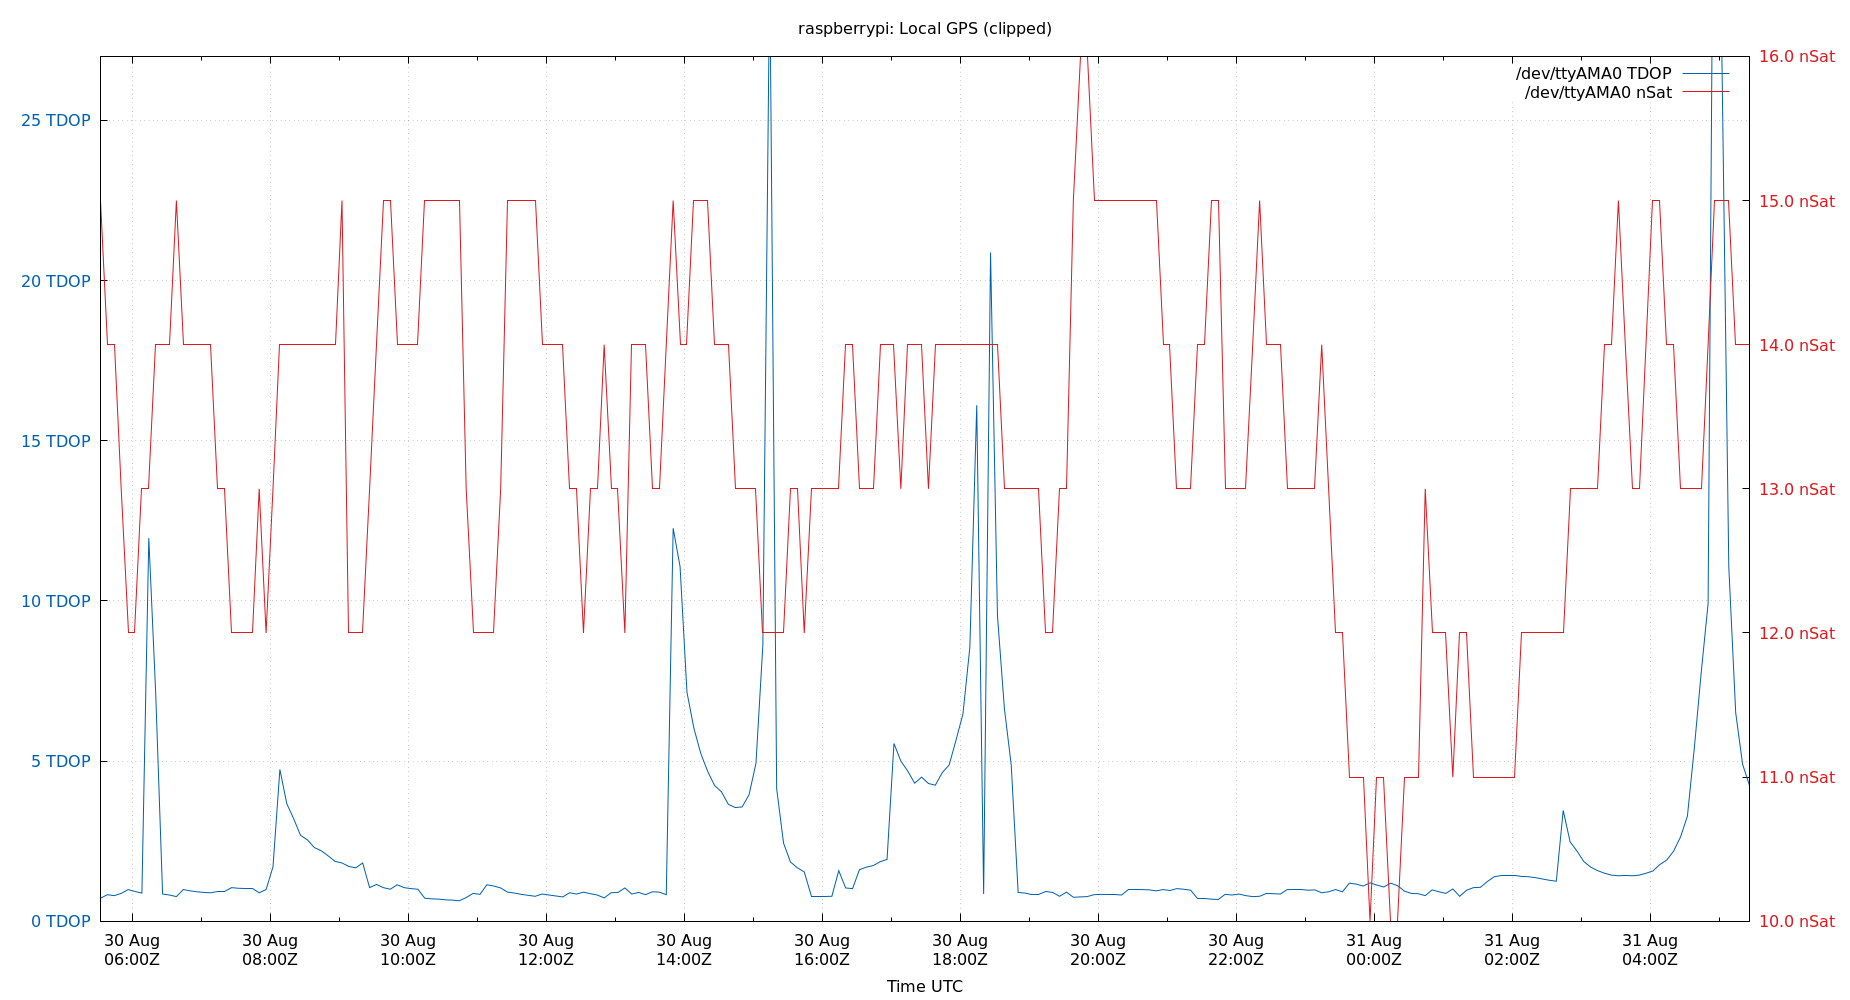 raspberrypi: Local GPS (clipped)
/dev/ttyAMA0 TDOP
/dev/ttyAMA0 nSat
25 TDOP
20 TDOP
15 TDOP
10 TDOP
5 TDOP
0 TDOP
16.0 nSat
15.0 nSat
14.0 nSat
13.0 nSat
12.0 nSat
11.0 nSat
10.0 nSat
30 Aug
06:00Z
30 Aug
08:00Z
30 Aug
10:00Z
30 Aug
12:00Z
30 Aug
14:00Z
30 Aug
16:00Z
30 Aug
18:00Z
30 Aug
20:00Z
30 Aug
22:00Z
31 Aug
00:00Z
31 Aug
02:00Z
31 Aug
04:00Z
Time UTC